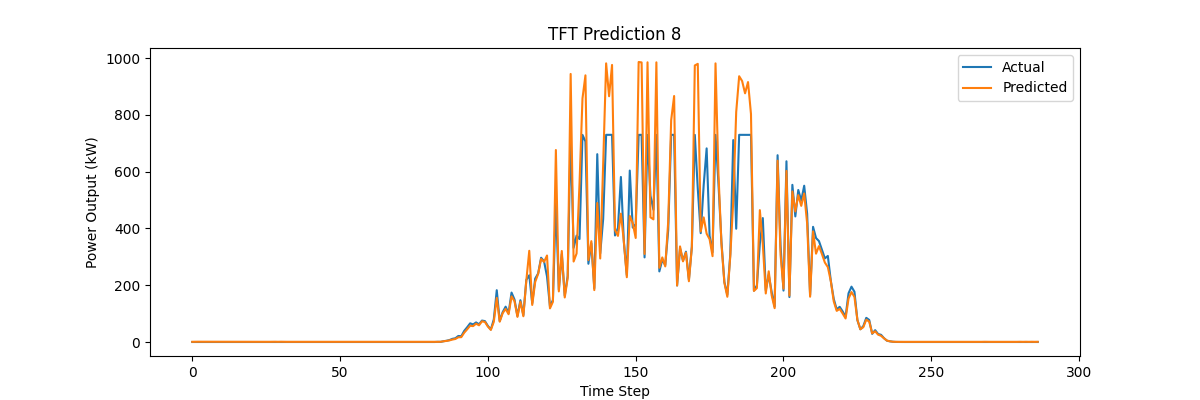 TFT Prediction 8
1000
800
600
400
200
0
Power Output (kW)
Actual
Predicted
0 50 100 150 200 250 300
Time Step